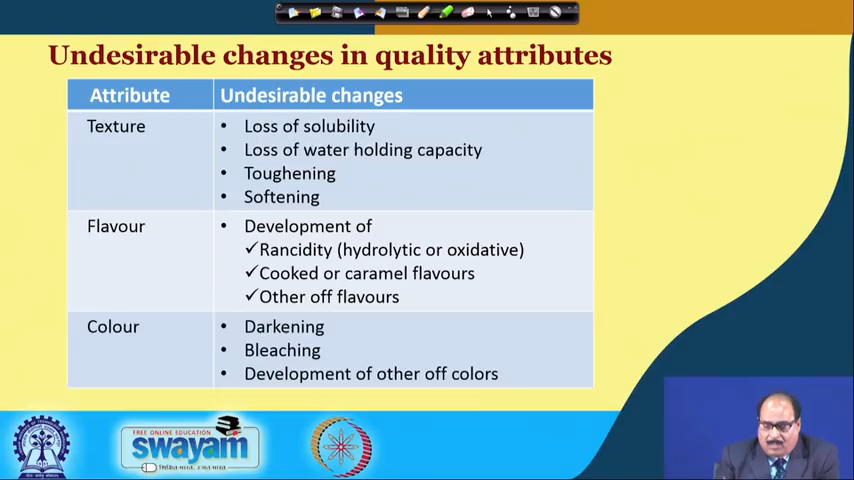 Undesirable changes in quality attributes
Attribute
Undesirable changes
Texture
• Loss of solubility
• Loss of water holding capacity
• Toughening
• Softening
Flavour
• Development of
✓Rancidity (hydrolytic or oxidative)
✓Cooked or caramel flavours
✓Other off flavours
Colour
• Darkening
• Bleaching
• Development of other off colors
FREE ONLINE EDUCATION
swayam